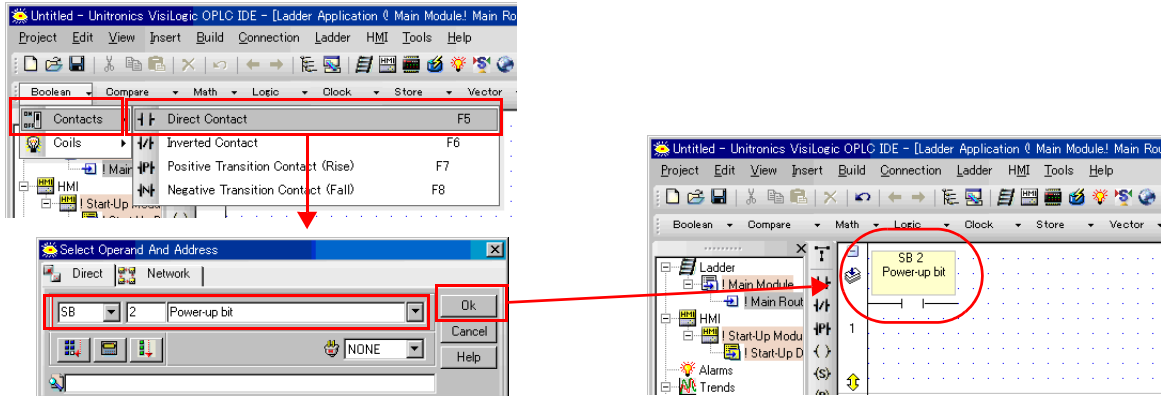 Untitled - Unitronics VisiLogic OPLC IDE - [Ladder Application (! Main Module! Main Ro
Project Edit View Insert Build Connection Ladder HMI Tools Help
Boolean Compare Math Logic Clock Store Vector
Contacts Direct Contact F5
Coils Inverted Contact F6
! Main Positive Transition Contact (Rise) F7
HMI Negative Transition Contact (Fall) F8
! Start-Up
Select Operand And Address
Direct Network
SB 2 Power-up bit Ok
Cancel
NONE Help
Untitled - Unitronics VisiLogic OPLC IDE - [Ladder Application (! Main Module! Main Rou
Project Edit View Insert Build Connection Ladder HMI Tools Help
Boolean Compare Math Logic Clock Store Vector
Ladder SB 2
! Main Module Power-up bit
! Main Rout
HMI 1
! Start-Up Modu
! Start-Up D
Alarms
Trends